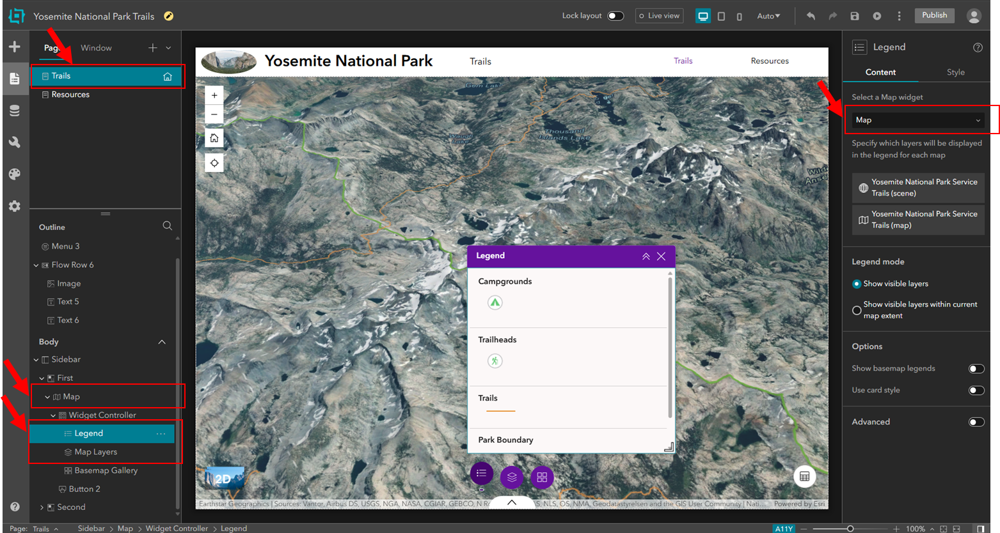 Yosemite National Park Trails
Lock layout
Live view
Auto
Publish
Page
Window
Trails
Resources
Outline
Menu 3
Flow Row 6
Image
Text 5
Text 6
Body
Sidebar
First
Map
Widget Controller
Legend
Map Layers
Basemap Gallery
Button 2
Second
Yosemite National Park
Trails
Trails
Resources
Gem Lake
Waugh
Lake
Thousand
Islands Lake
Legend
Campgrounds
Trailheads
Trails
Park Boundary
2D
Earthstar Geographics | Sources: Vantor, Airbus DS, USGS, NGA, NASA, CGIAR, GEBCO, N
S, NLS, OS, NMA, Geodatastyrelsen and the GIS User Community | Nati...
Powered by Esri
Legend
Content
Style
Select a Map widget
Map
Specify which layers will be displayed
in the legend for each map
Yosemite National Park Service
Trails (scene)
Yosemite National Park Service
Trails (map)
Legend mode
Show visible layers
Show visible layers within current
map extent
Options
Show basemap legends
Use card style
Advanced
Page: Trails
Sidebar > Map > Widget Controller > Legend
A11Y
100%